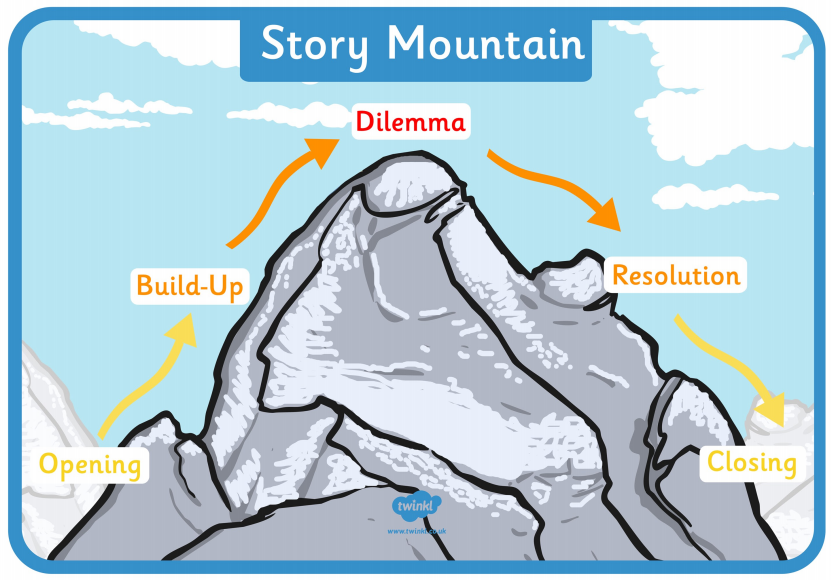 Story Mountain
Dilemma
Build-Up
Resolution
Opening
Closing
twinkl
www.twinkl.co.uk